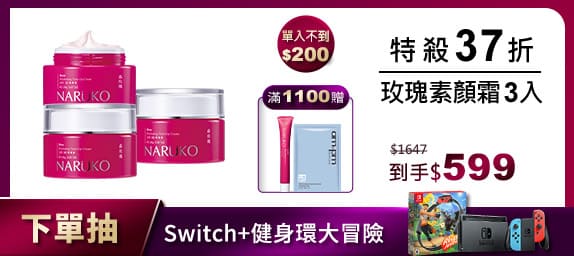 單入不到
$200
特殺37折
玫瑰素顏霜3入
$1647
到手$599
滿1100贈
NARUKO
NARUKO
NARUKO
下單抽
Switch+健身環大冒險